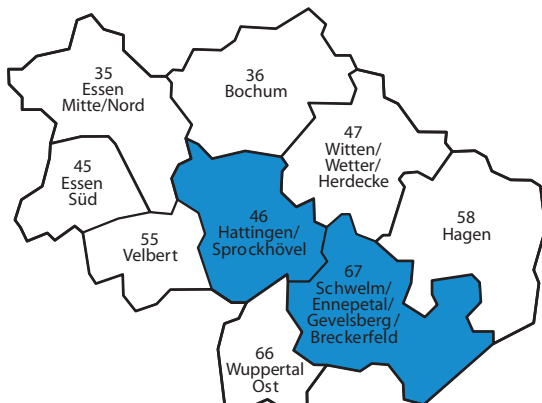 35
Essen
Mitte/Nord
36
Bochum
47
Witten/
Wetter/
Herdecke
45
Essen
Süd
46
Hattingen/
Sprockhövel
58
Hagen
55
Velbert
67
Schwelm/
Ennepetal/
Gevelsberg/
Breckerfeld
66
Wuppertal
Ost